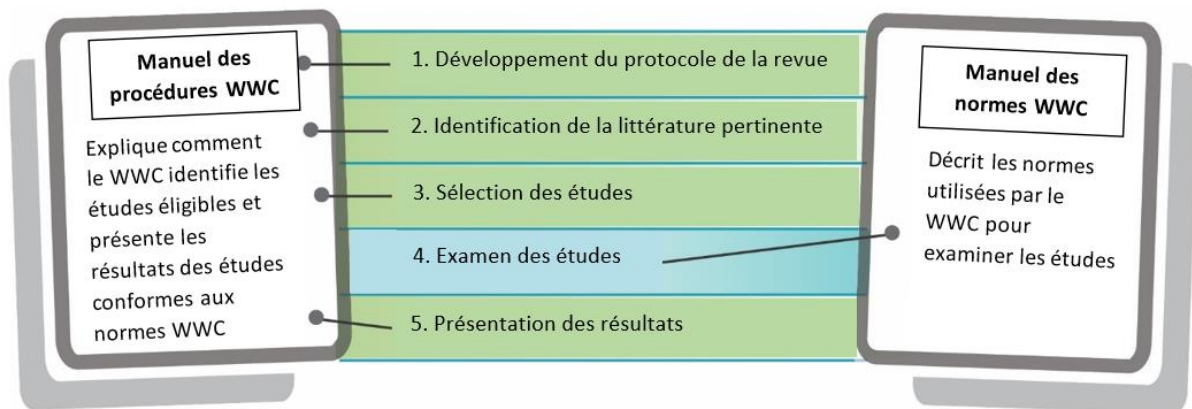 Manuel des
procédures WWC
Explique comment
le WWC identifie les
études éligibles et
présente les
résultats des études
conformes aux
normes WWC
1. Développement du protocole de la revue
2. Identification de la littérature pertinente
3. Sélection des études
4. Examen des études
5. Présentation des résultats
Manuel des
normes WWC
Décrit les normes
utilisées par le
WWC pour
examiner les études